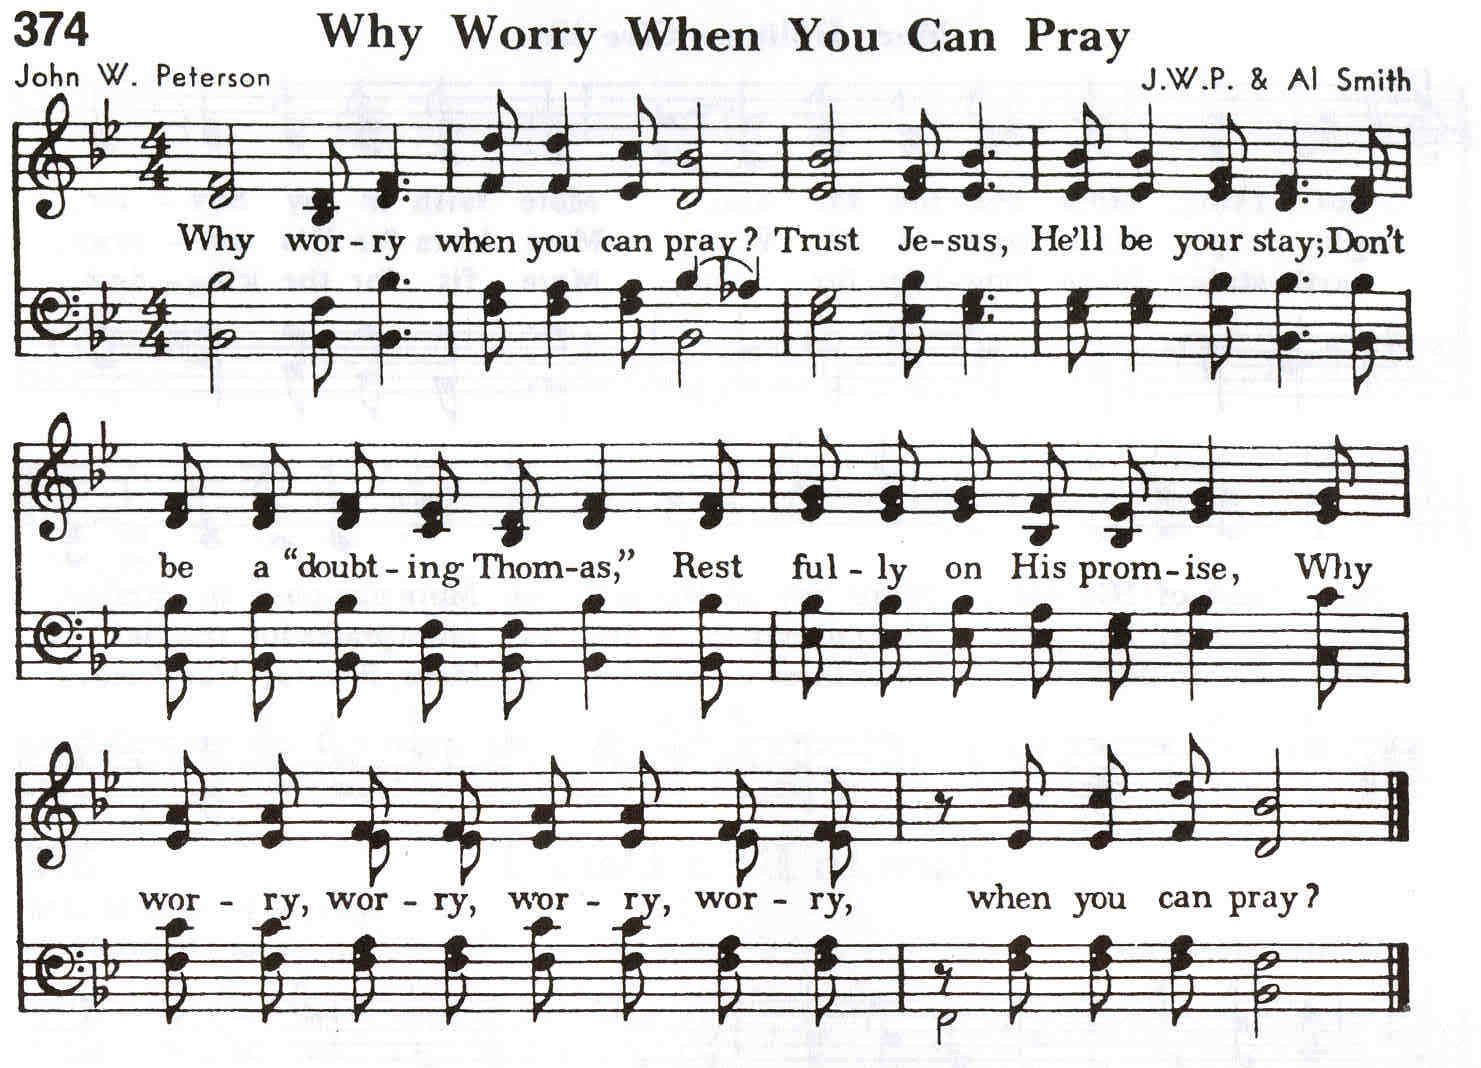 374
Why Worry When You Can Pray
John W. Peterson
J.W.P. & Al Smith
4 4
Why wor-ry when you can pray? Trust Je-sus, He'll be your stay; Don't
4 4
be a "doubt-ing Thom-as," Rest ful-ly on His prom-ise, Why
wor-ry, wor-ry, wor-ry, wor-ry, when you can pray?